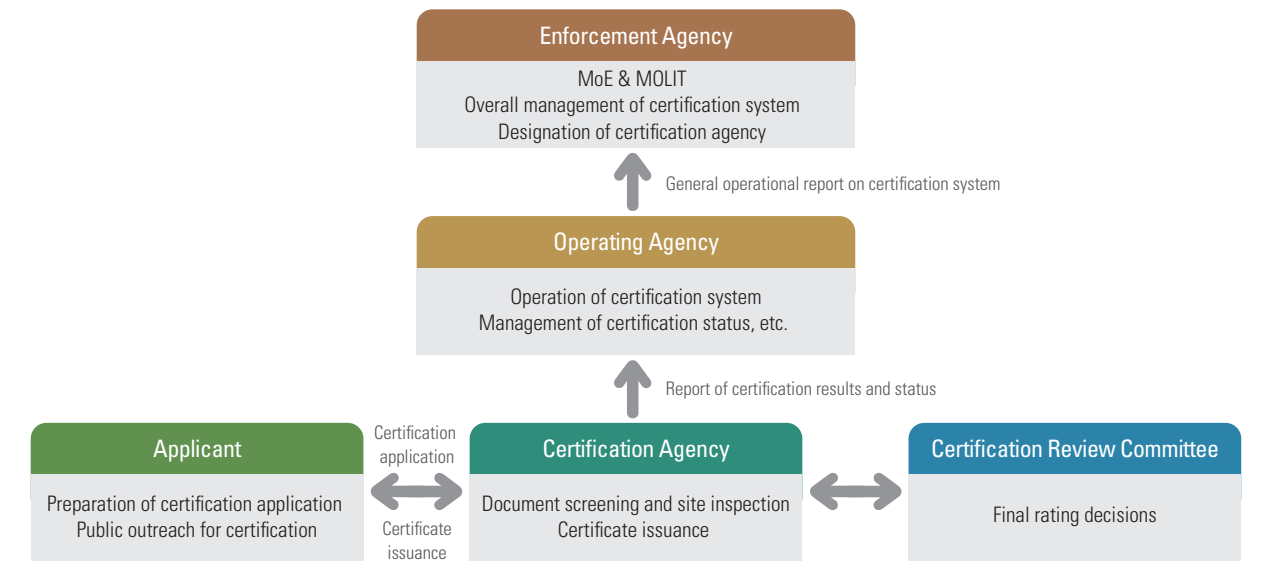 Enforcement Agency
MoE & MOLIT
Overall management of certification system
Designation of certification agency
General operational report on certification system
Operating Agency
Operation of certification system
Management of certification status, etc.
Report of certification results and status
Applicant
Preparation of certification application
Public outreach for certification
Certification
application
Certificate
issuance
Certification Agency
Document screening and site inspection
Certificate issuance
Certification Review Committee
Final rating decisions